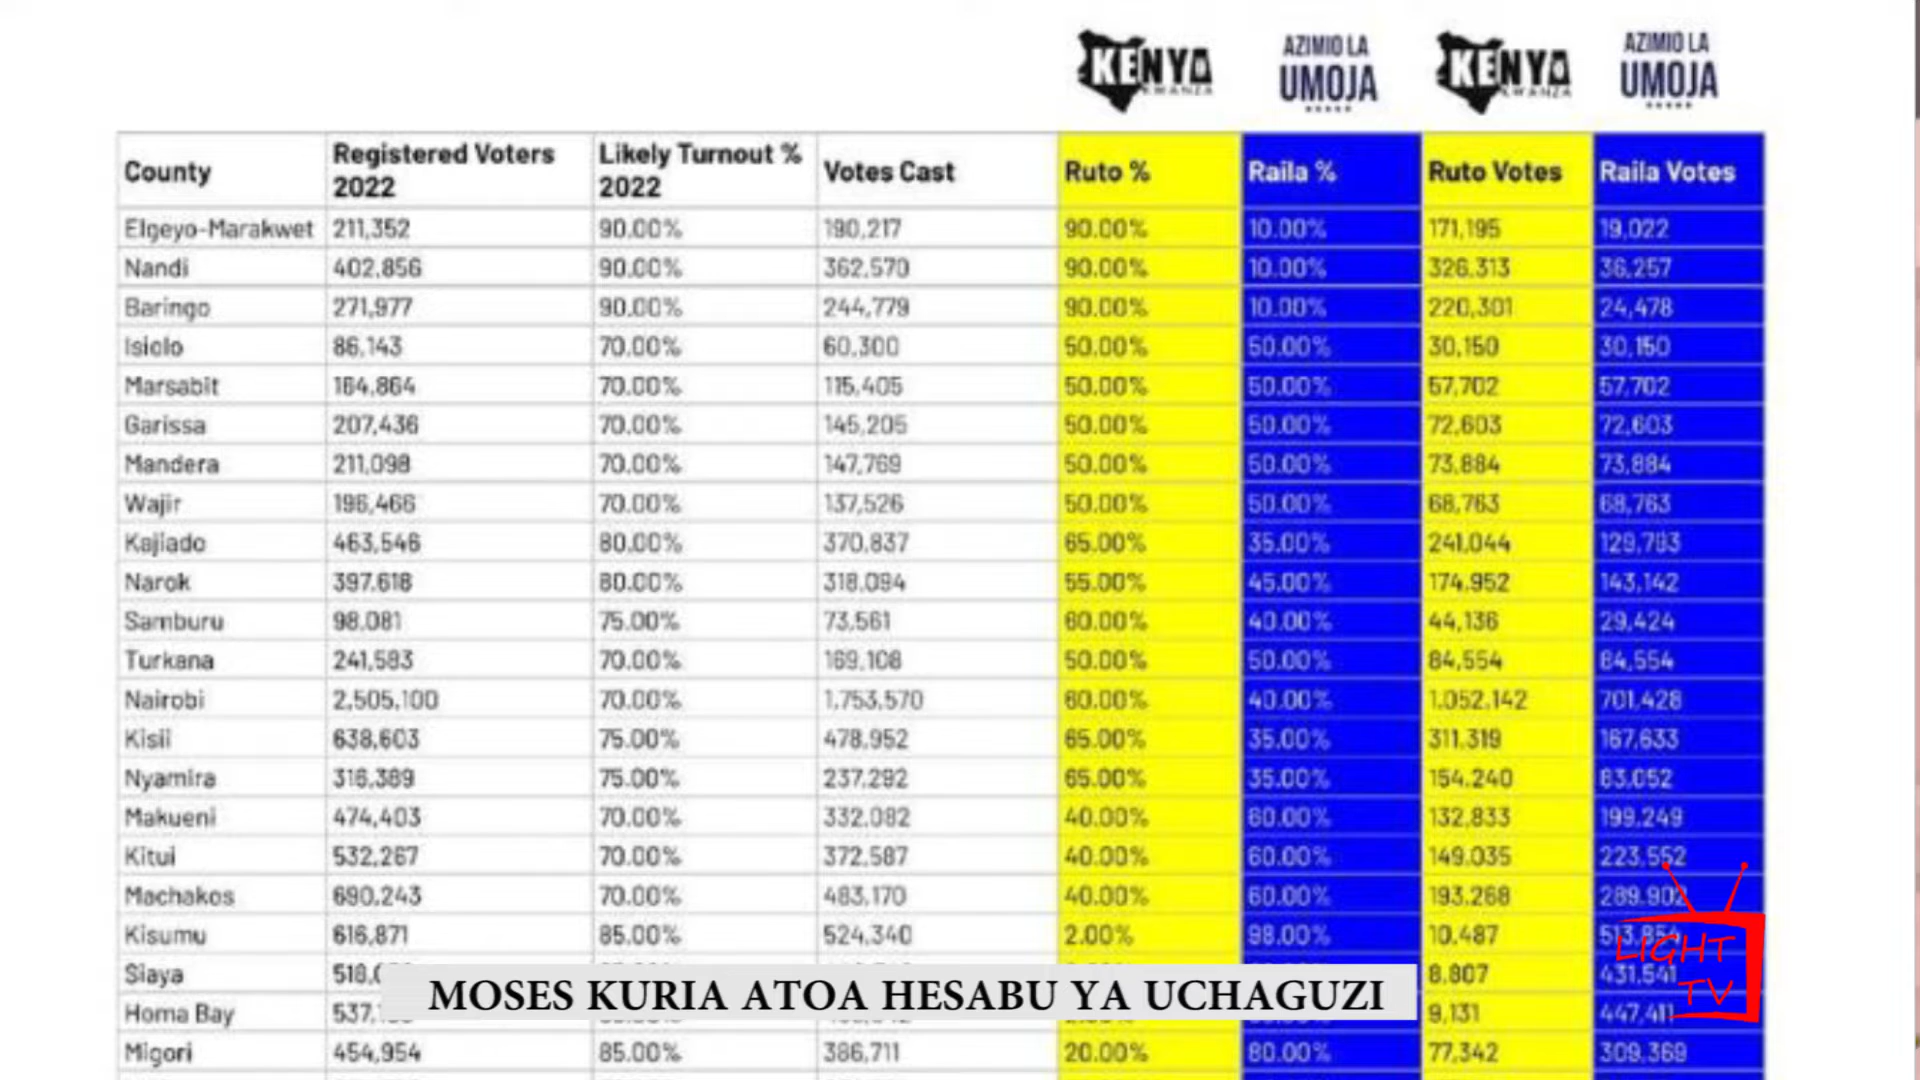 KENYA KWANZA AZIMIO LA UMOJA KENYA KWANZA AZIMIO LA UMOJA
County Registered Voters 2022 Likely Turnout % 2022 Votes Cast Ruto % Raila % Ruto Votes Raila Votes
Elgeyo-Marakwet 211,352 90.00% 190,217 90.00% 10.00% 171,195 19,022
Nandi 402,856 90.00% 362,570 90.00% 10.00% 326,313 36,257
Baringo 271,977 90.00% 244,779 90.00% 10.00% 220,301 24,478
Isiolo 86,143 70.00% 60,300 50.00% 50.00% 30,150 30,150
Marsabit 164,864 70.00% 115,405 50.00% 50.00% 57,702 57,702
Garissa 207,436 70.00% 145,205 50.00% 50.00% 72,603 72,603
Mandera 211,098 70.00% 147,769 50.00% 50.00% 73,884 73,884
Wajir 196,466 70.00% 137,526 50.00% 50.00% 68,763 68,763
Kajiado 463,546 80.00% 370,837 65.00% 35.00% 241,044 129,793
Narok 397,618 80.00% 318,094 55.00% 45.00% 174,952 143,142
Samburu 98,081 75.00% 73,561 60.00% 40.00% 44,136 29,424
Turkana 241,583 70.00% 169,108 50.00% 50.00% 84,554 84,554
Nairobi 2,505,100 70.00% 1,753,570 60.00% 40.00% 1,052,142 701,428
Kisii 638,603 75.00% 478,952 65.00% 35.00% 311,319 167,633
Nyamira 316,389 75.00% 237,292 65.00% 35.00% 154,240 83,052
Makueni 474,403 70.00% 332,082 40.00% 60.00% 132,833 199,249
Kitui 532,267 70.00% 372,587 40.00% 60.00% 149,035 223,552
Machakos 690,243 70.00% 483,170 40.00% 60.00% 193,268 289,902
Kisumu 616,871 85.00% 524,340 2.00% 98.00% 10,487 513,854
Siaya 8,807 431,541
Homa Bay 9,131 447,411
Migori 454,954 85.00% 386,711 20.00% 80.00% 77,342 309,369
MOSES KURIA ATOA HESABU YA UCHAGUZI
LIGHT
TV